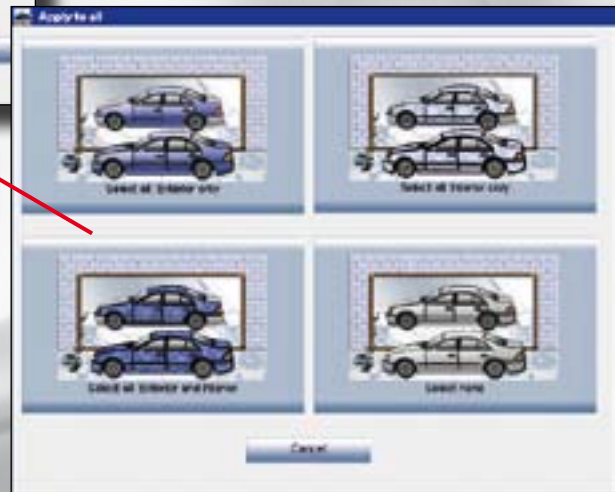 Apply to all
Select all Exterior only
Select all Interior only
Select all Exterior and Interior
Select None
Cancel